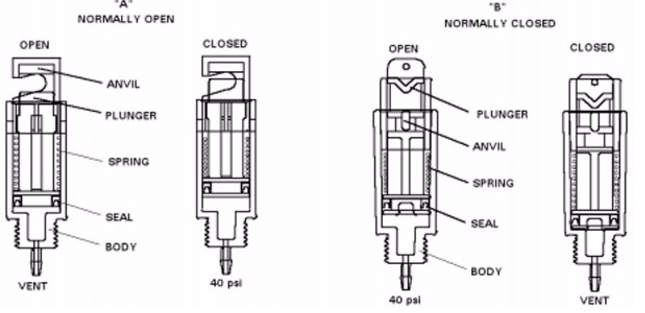 "A"
NORMALLY OPEN
OPEN
CLOSED
ANVIL
PLUNGER
SPRING
SEAL
BODY
VENT
40 psi
"B"
NORMALLY CLOSED
OPEN
CLOSED
PLUNGER
ANVIL
SPRING
SEAL
BODY
40 psi
VENT